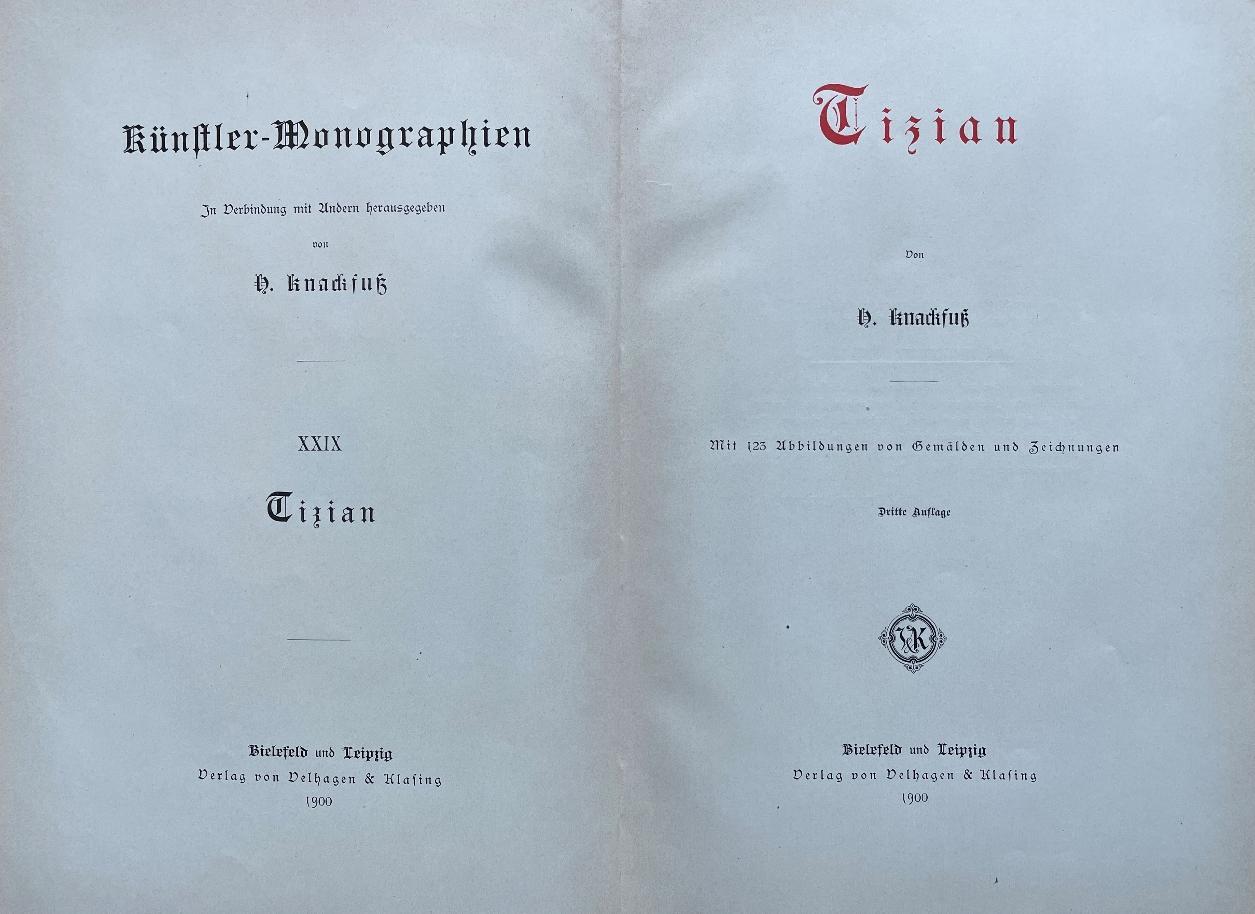 Künstler-Monographien
In Verbindung mit Andern herausgegeben
von
H. Knackfuß
XXIX
Tizian
Bielefeld und Leipzig
Verlag von Velhagen & Klasing
1900
Tizian
Von
H. Knackfuß
Mit 123 Abbildungen von Gemälden und Zeichnungen
Dritte Auflage
VK
Bielefeld und Leipzig
Verlag von Velhagen & Klasing
1900